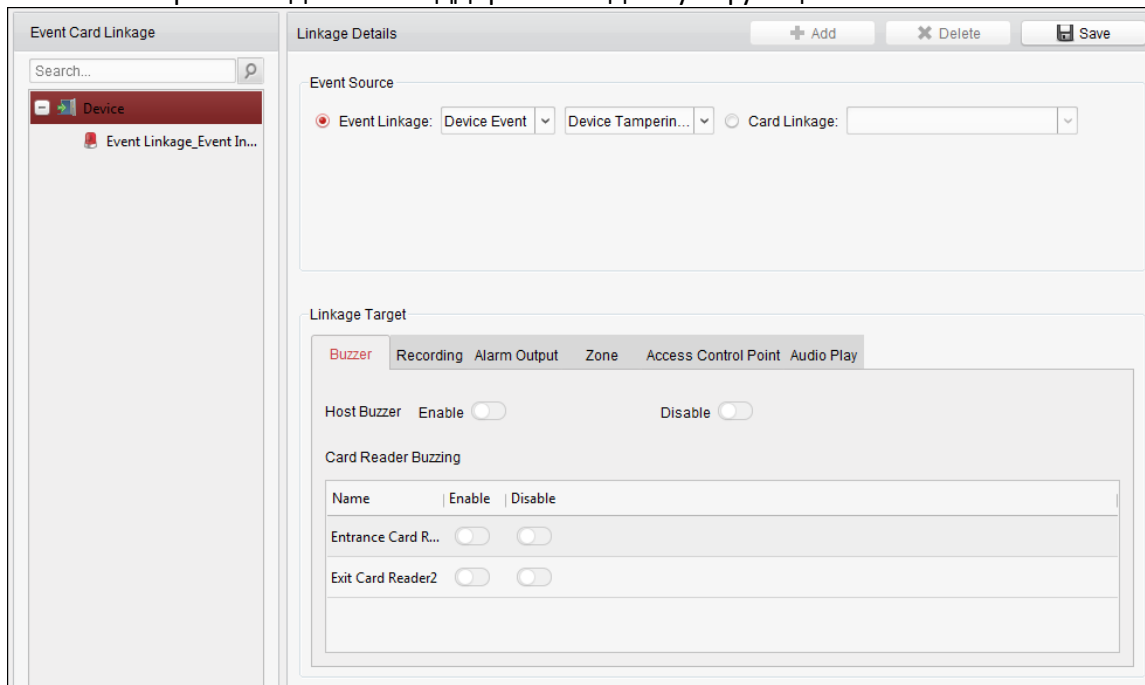 Event Card Linkage
Search...
Device
Event Linkage_Event In...
Linkage Details
Add
Delete
Save
Event Source
Event Linkage: Device Event Device Tamperin... Card Linkage:
Linkage Target
Buzzer Recording Alarm Output Zone Access Control Point Audio Play
Host Buzzer Enable Disable
Card Reader Buzzing
Name Enable Disable
Entrance Card R...
Exit Card Reader2